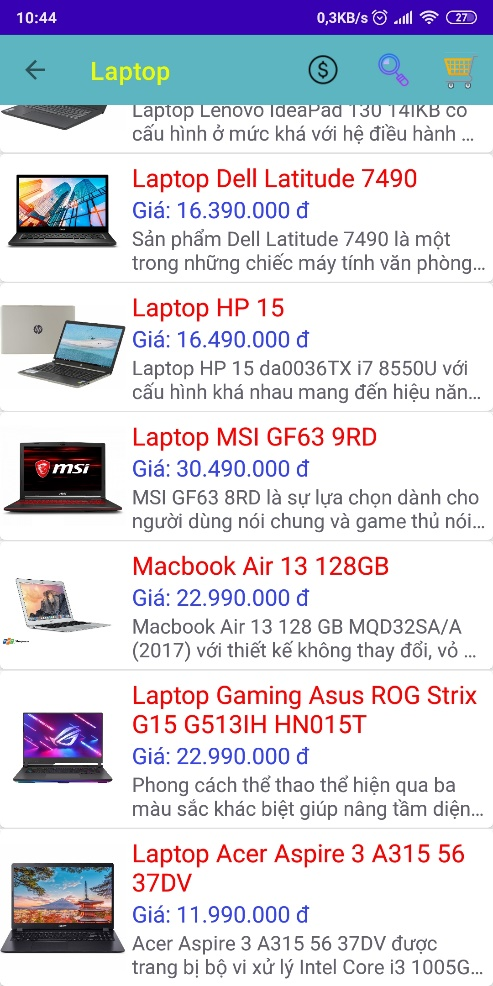 10:44
0,3KB/s
27
Laptop
Laptop Lenovo IdeaPad 130 14IKB có
cấu hình ở mức khá với hệ điều hành ...
Laptop Dell Latitude 7490
Giá: 16.390.000 đ
Sản phẩm Dell Latitude 7490 là một
trong những chiếc máy tính văn phòng...
Laptop HP 15
Giá: 16.490.000 đ
Laptop HP 15 da0036TX i7 8550U với
cấu hình khá nhau mang đến hiệu năn...
Laptop MSI GF63 9RD
Giá: 30.490.000 đ
msi
MSI GF63 8RD là sự lựa chọn dành cho
người dùng nói chung và game thủ nói...
Macbook Air 13 128GB
Giá: 22.990.000 đ
Macbook Air 13 128 GB MQD32SA/A
(2017) với thiết kế không thay đổi, vỏ ...
Laptop Gaming Asus ROG Strix
G15 G513IH HN015T
Giá: 22.990.000 đ
Phong cách thể thao thể hiện qua ba
màu sắc khác biệt giúp nâng tầm diện...
Laptop Acer Aspire 3 A315 56
37DV
Giá: 11.990.000 đ
Acer Aspire 3 A315 56 37DV được
trang bị bộ vi xử lý Intel Core i3 1005G...